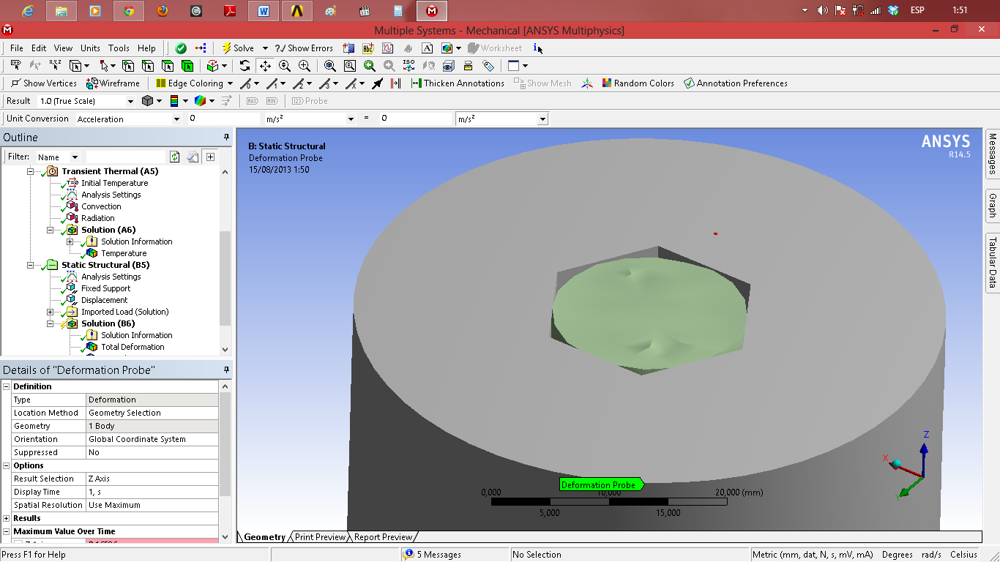 ESP
1:51
Multiple Systems - Mechanical [ANSYS Multiphysics]
File Edit View Units Tools Help Solve ?/ Show Errors Worksheet
Show Vertices Wireframe Edge Coloring Thicken Annotations Show Mesh Random Colors Annotation Preferences
Result 1.0 (True Scale) MAX MIN Probe
Unit Conversion Acceleration 0 m/s² = 0 m/s²
Outline
Filter: Name
Transient Thermal (A5)
Initial Temperature
Analysis Settings
Convection
Radiation
Solution (A6)
Solution Information
Temperature
Static Structural (B5)
Analysis Settings
Fixed Support
Displacement
Imported Load (Solution)
Solution (B6)
Solution Information
Total Deformation
Details of "Deformation Probe"
Definition
Type Deformation
Location Method Geometry Selection
Geometry 1 Body
Orientation Global Coordinate System
Suppressed No
Options
Result Selection Z Axis
Display Time 1, s
Spatial Resolution Use Maximum
Results
Maximum Value Over Time
B: Static Structural
Deformation Probe
15/08/2013 1:50
ANSYS
R14.5
Messages
Graph
Tabular Data
Z
X
Y
Deformation Probe
0,000 10,000 20,000 (mm)
5,000 15,000
Geometry Print Preview Report Preview
Press F1 for Help 5 Messages No Selection Metric (mm, dat, N, s, mV, mA) Degrees rad/s Celsius